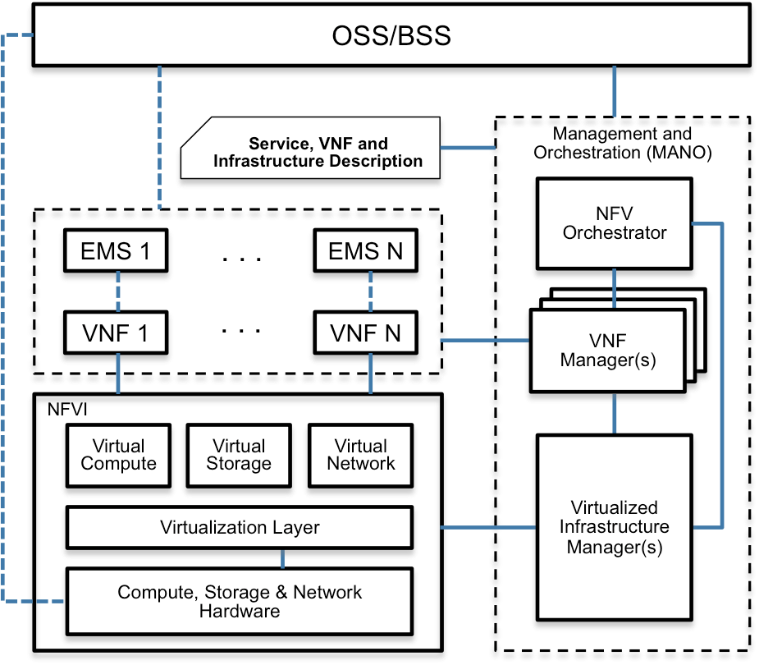 OSS/BSS
Service, VNF and
Infrastructure Description
Management and
Orchestration (MANO)
NFV
Orchestrator
EMS 1
. . .
EMS N
VNF 1
. . .
VNF N
VNF
Manager(s)
NFVI
Virtual
Compute
Virtual
Storage
Virtual
Network
Virtualization Layer
Compute, Storage & Network
Hardware
Virtualized
Infrastructure
Manager(s)